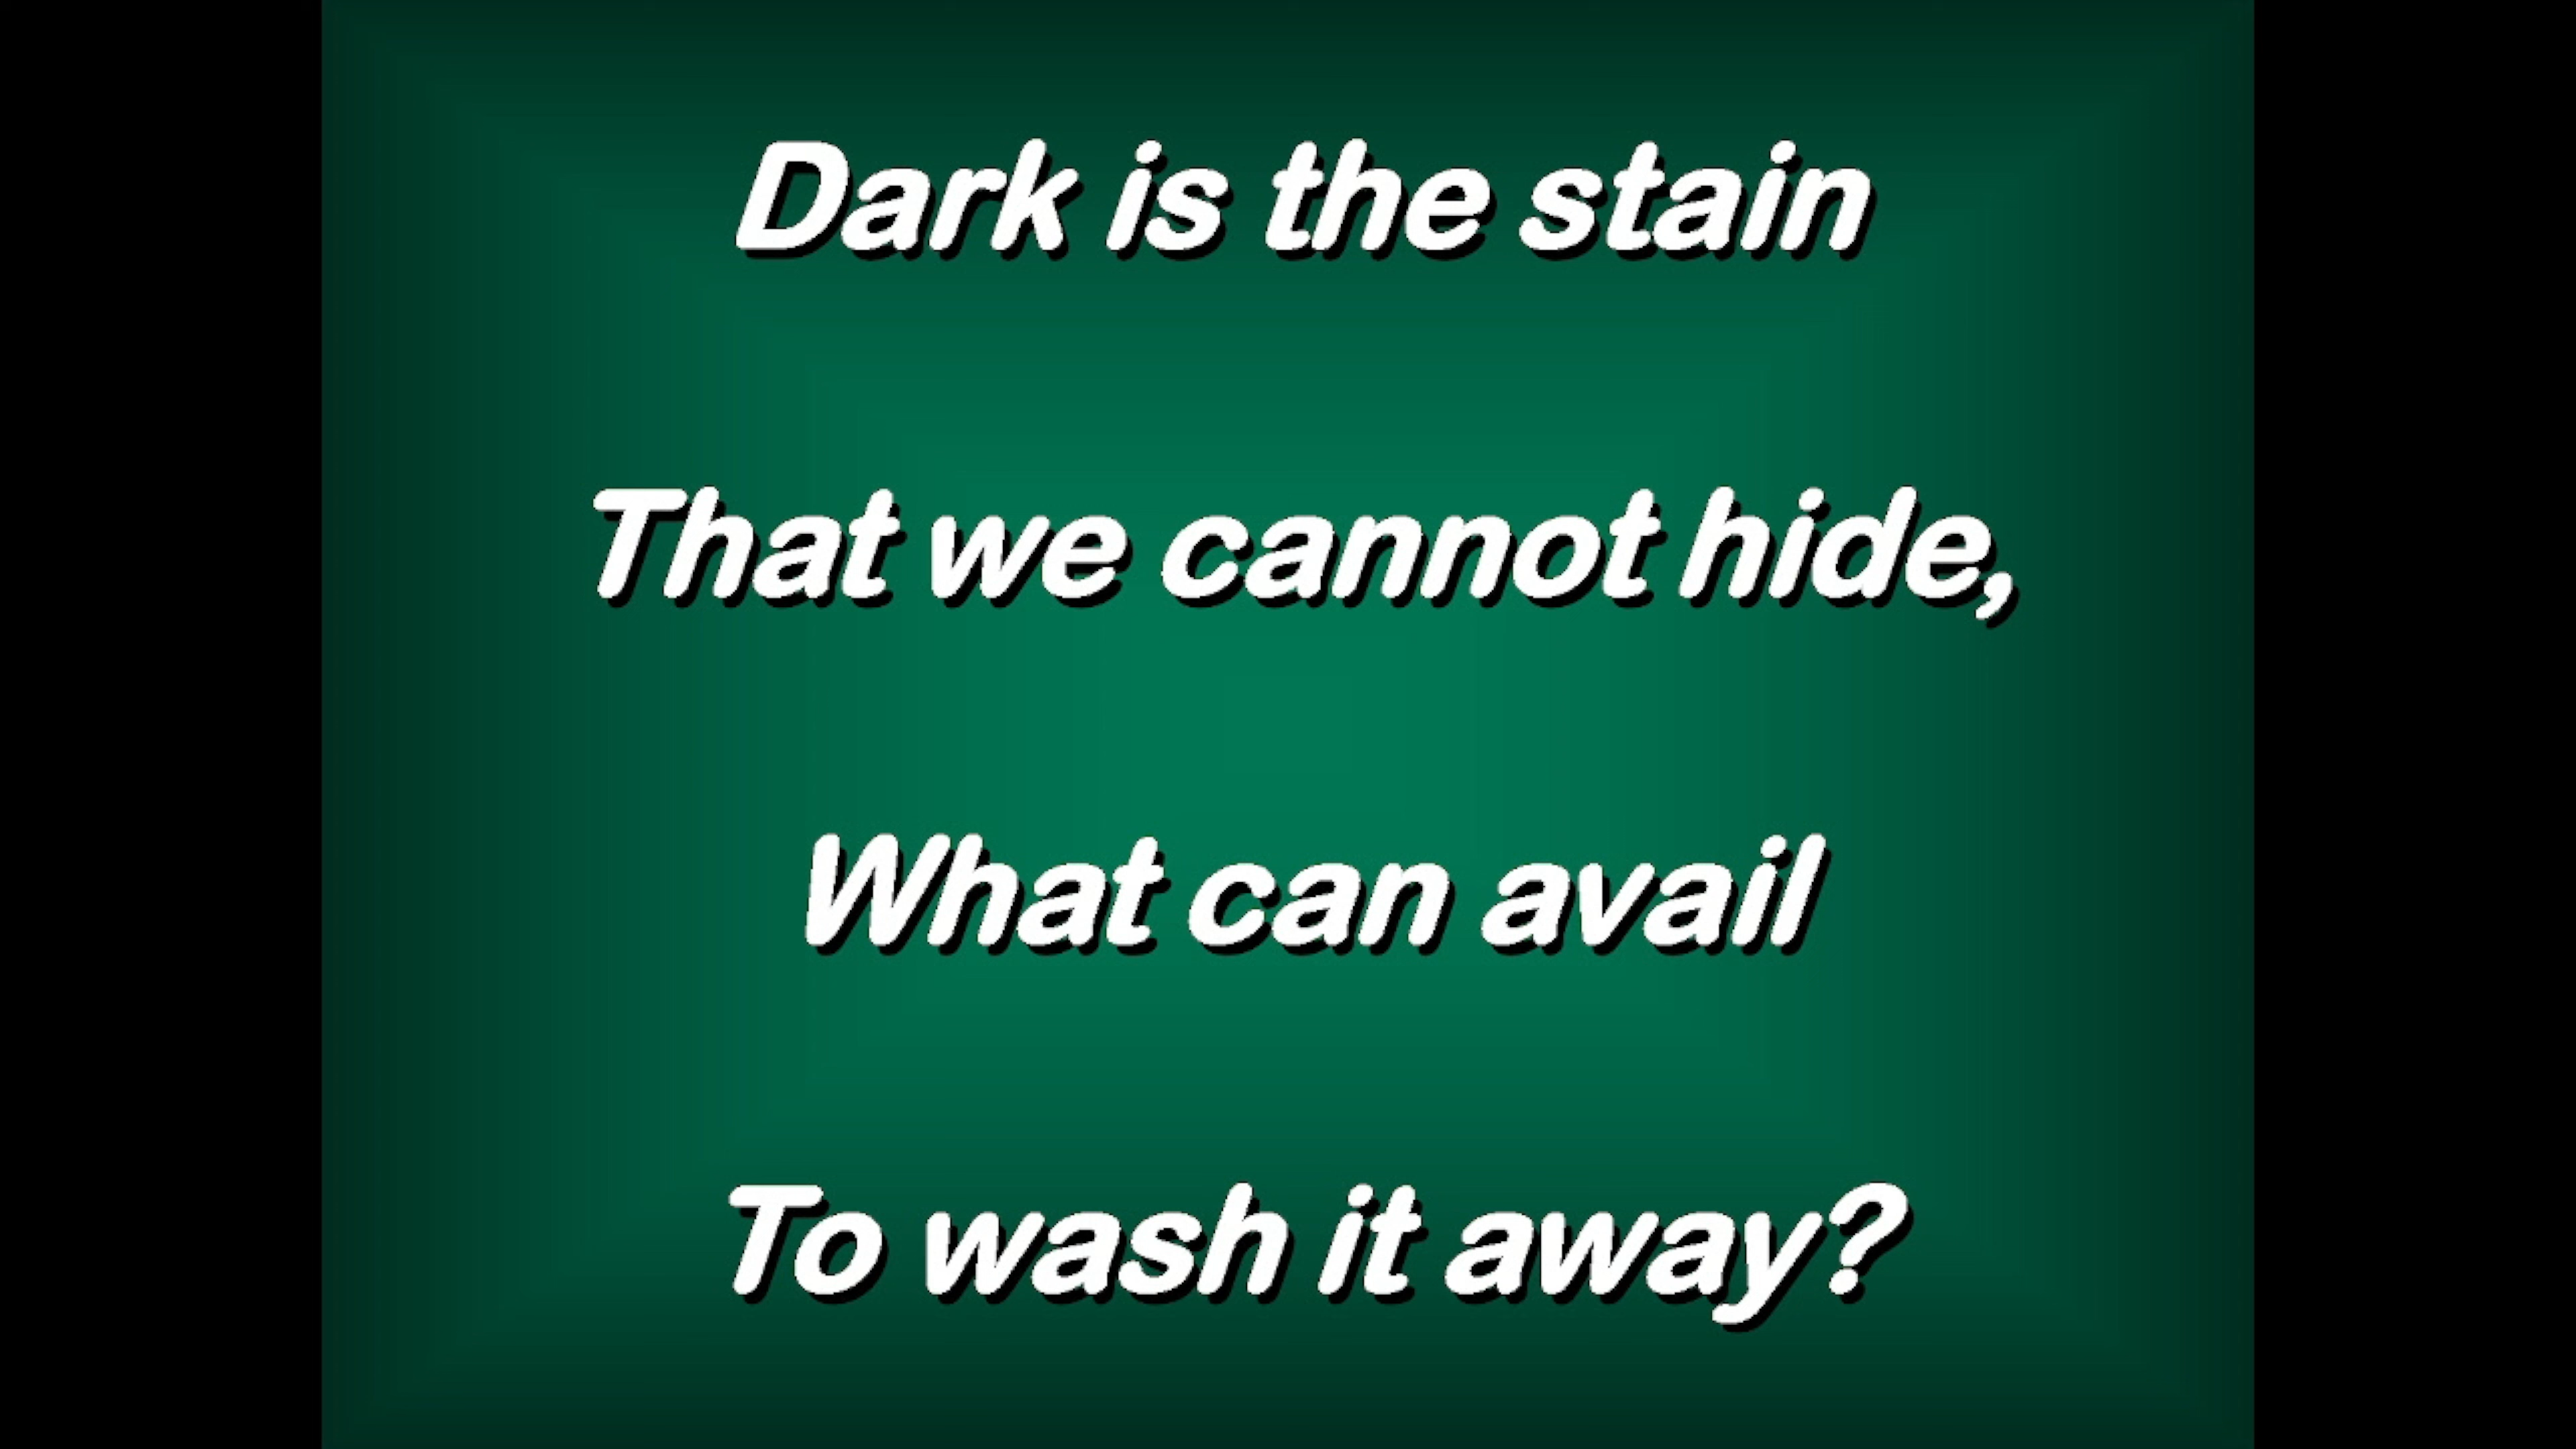 Dark is the stain
That we cannot hide,
What can avail
To wash it away?